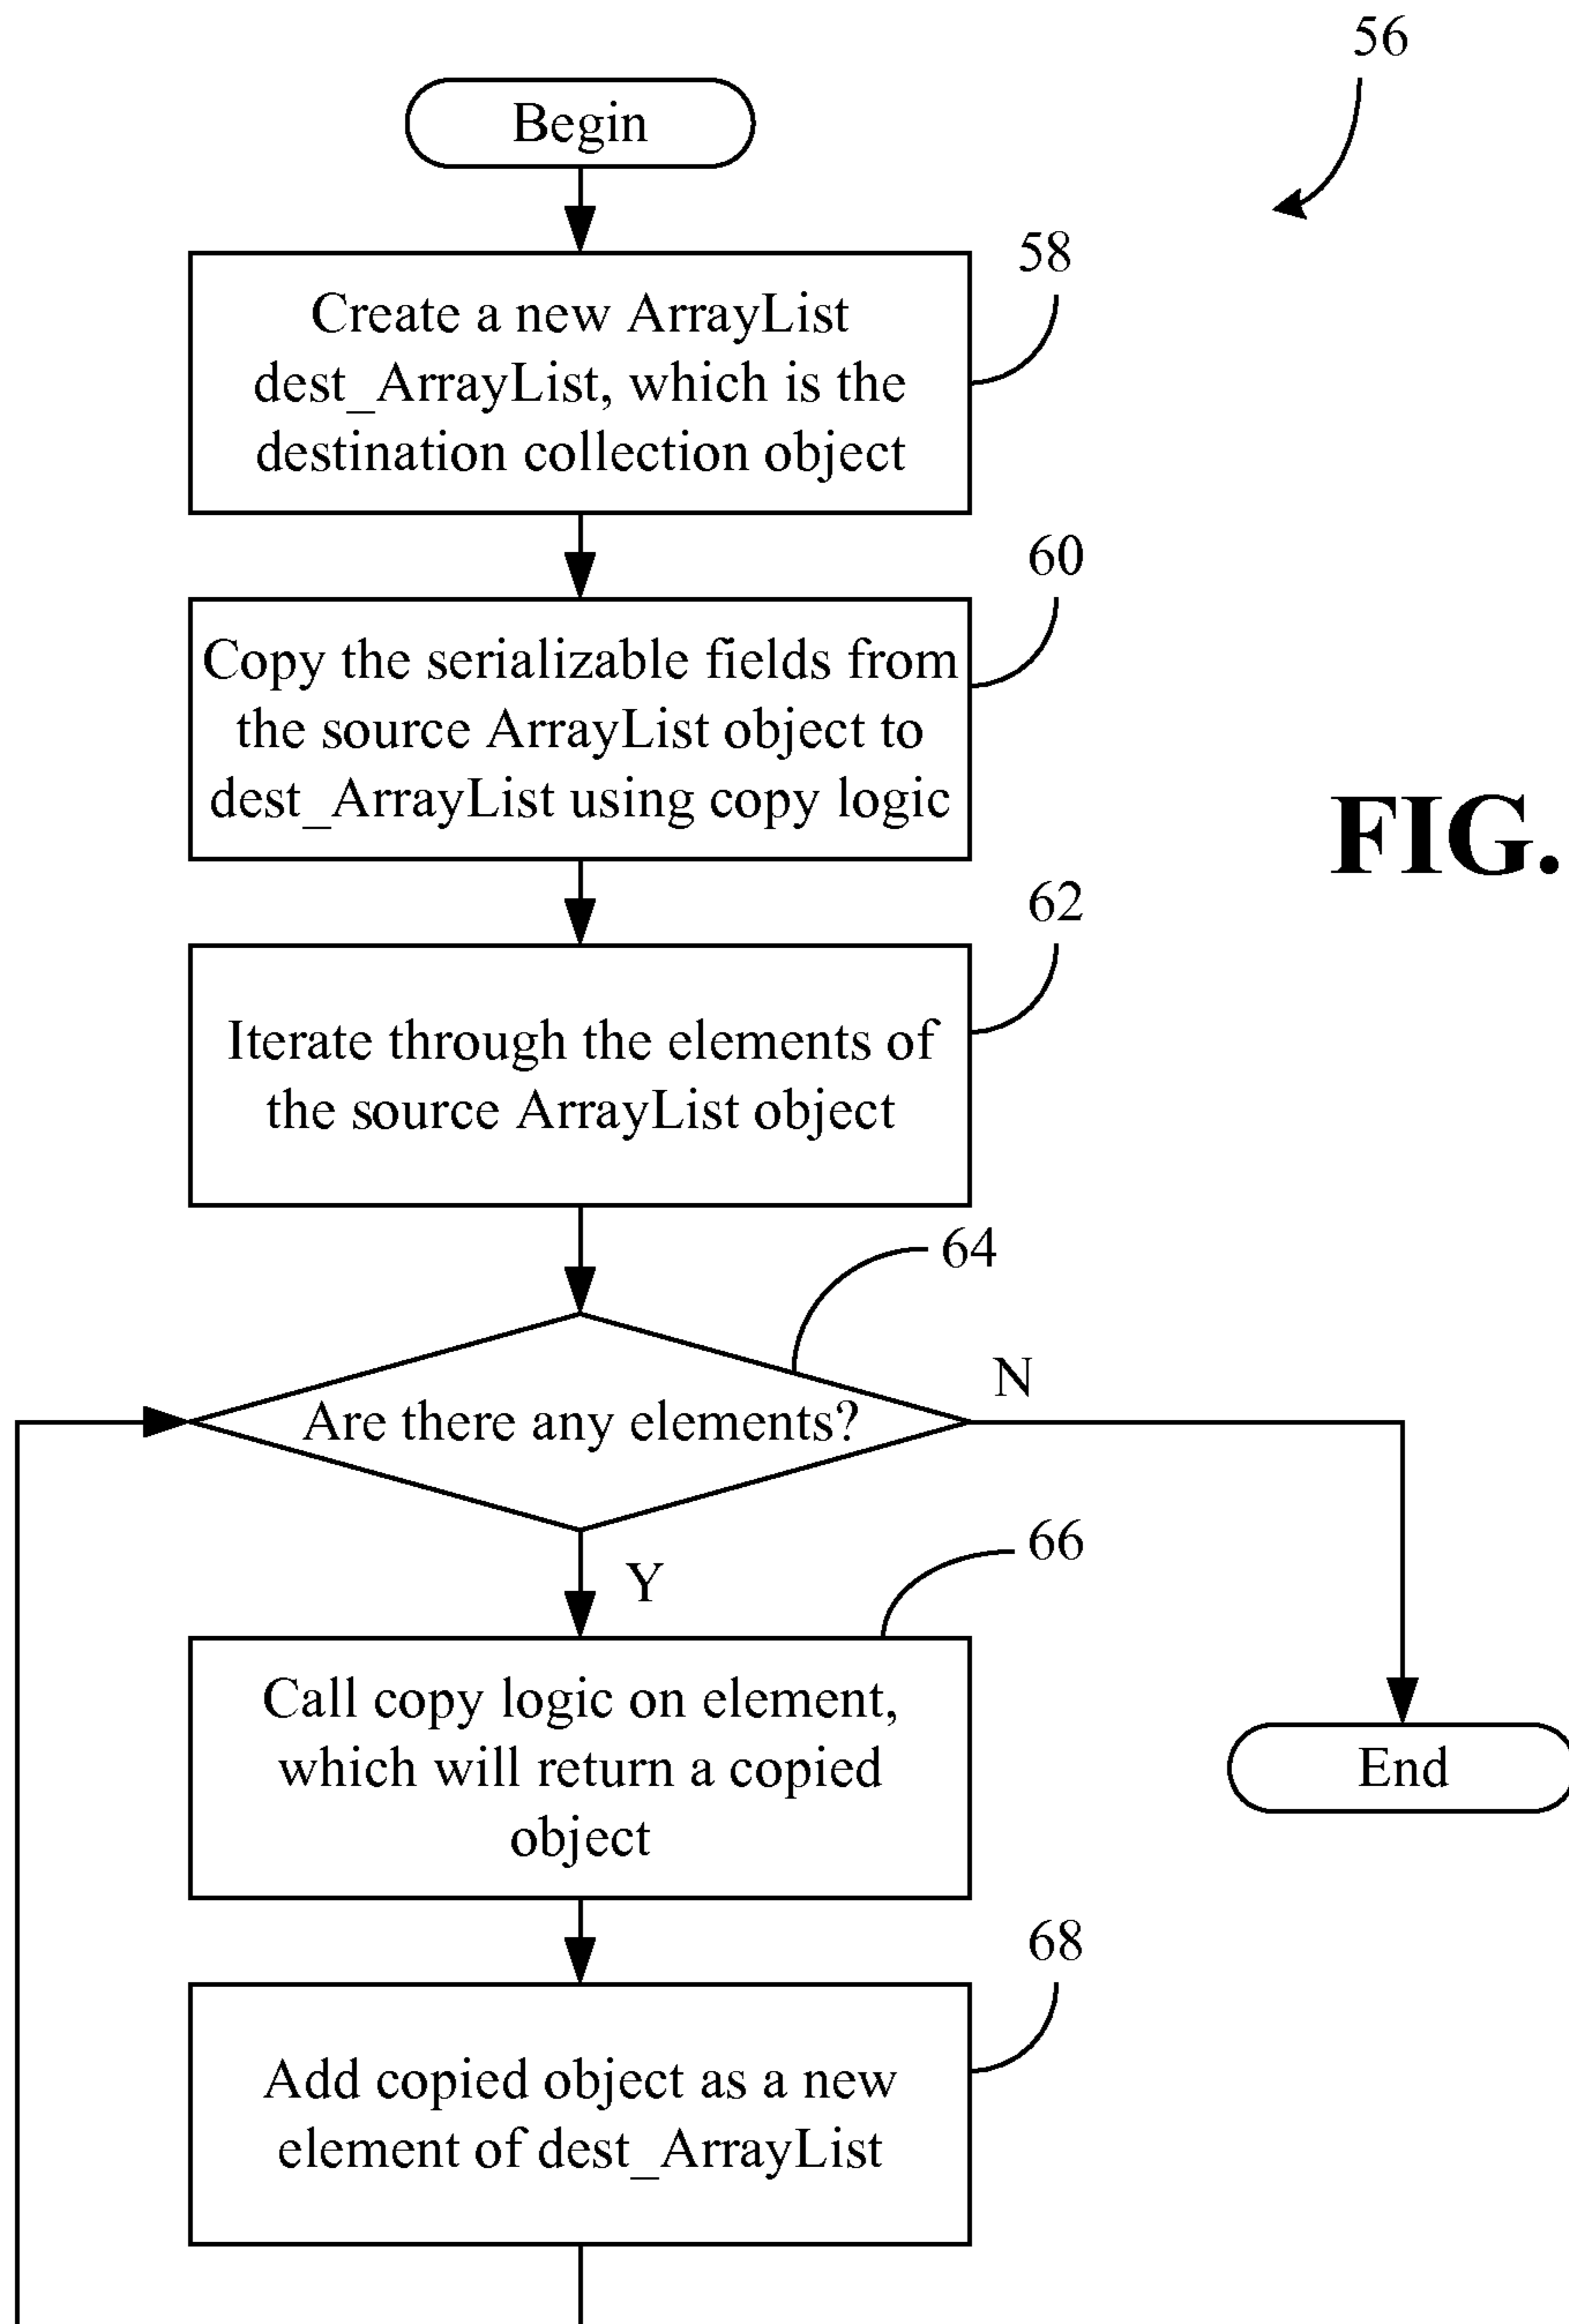 56
Begin
58
Create a new ArrayList
dest_ArrayList, which is the
destination collection object
60
Copy the serializable fields from
the source ArrayList object to
dest_ArrayList using copy logic
FIG.
62
Iterate through the elements of
the source ArrayList object
64
Are there any elements?
N
Y
66
Call copy logic on element,
which will return a copied
object
End
68
Add copied object as a new
element of dest_ArrayList